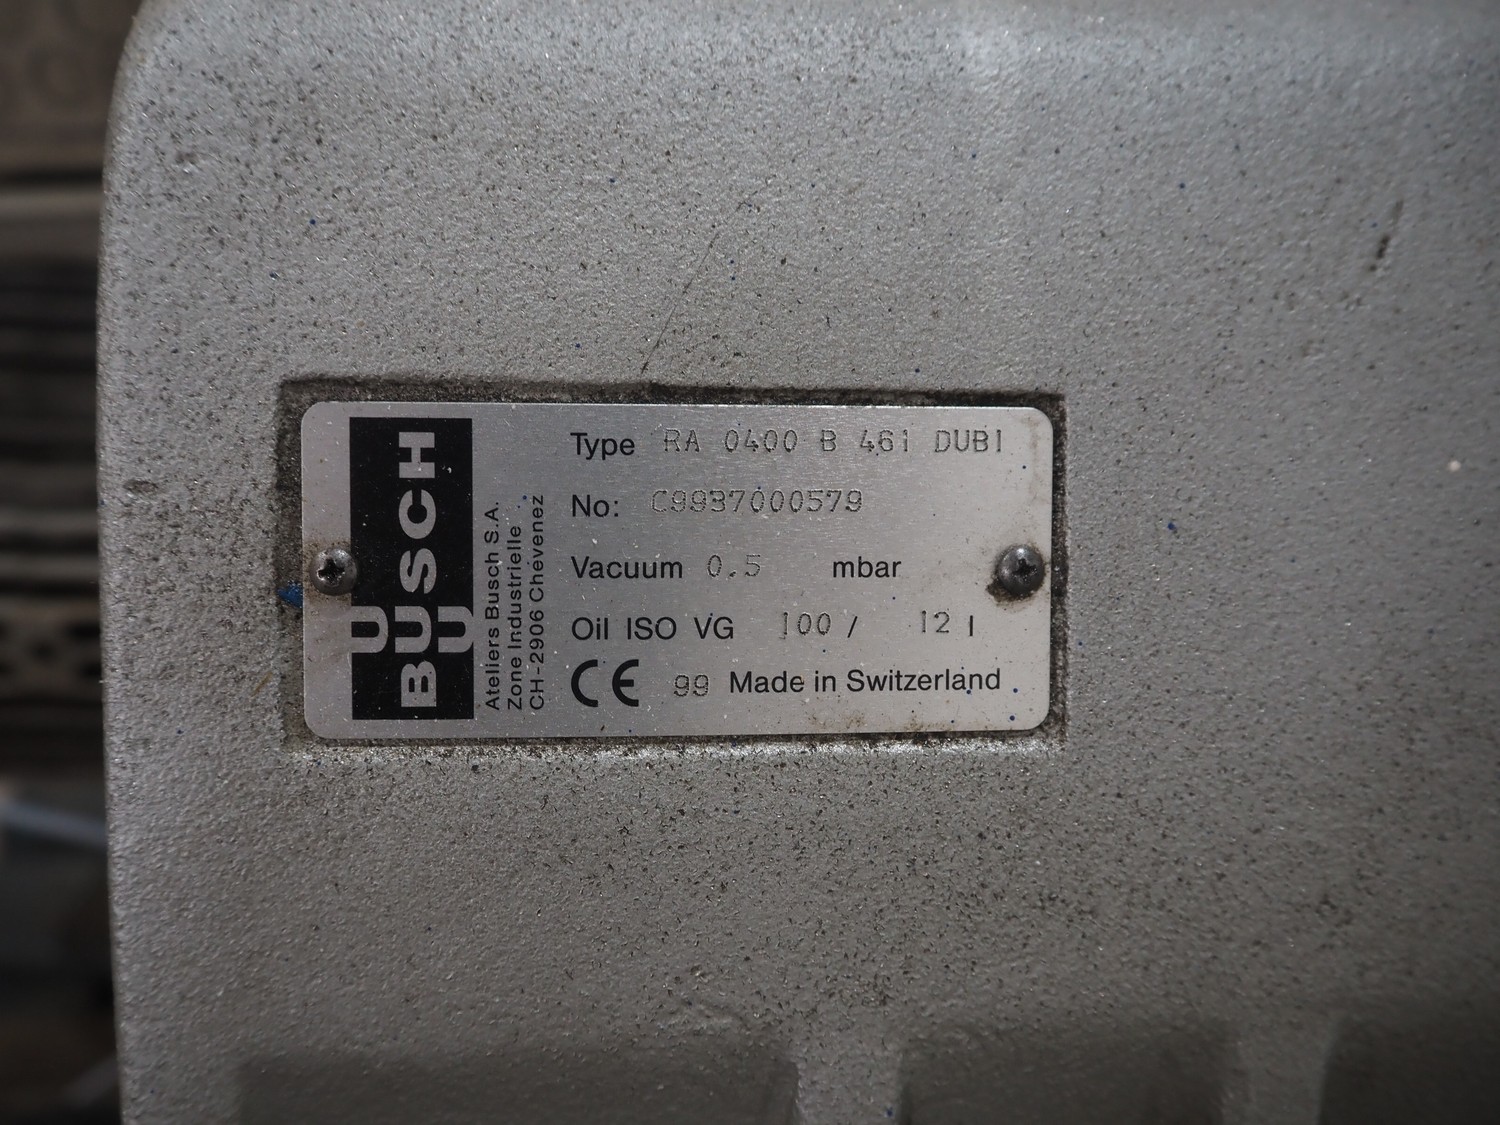 BUSCH
Ateliers Busch S.A.
Zone Industrielle
CH-2906 Chevenez
Type RA 0400 B 461 DUBI
No: C9937000579
Vacuum 0.5 mbar
Oil ISO VG 100 / 12 l
CE 99 Made in Switzerland